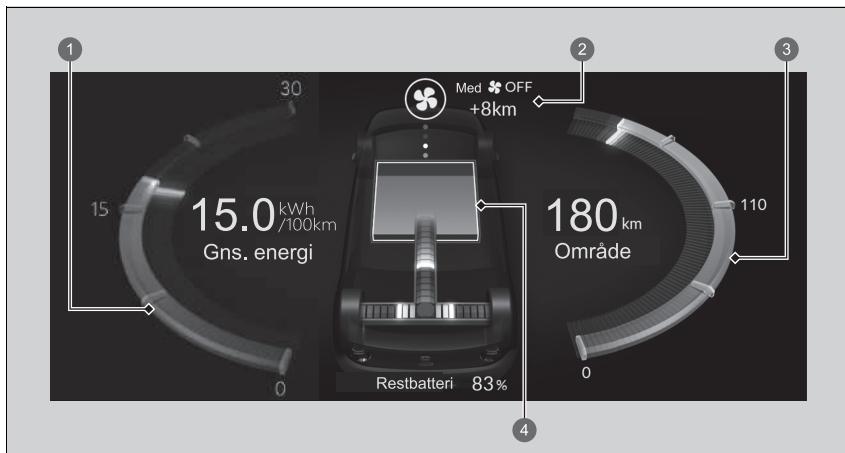 1
2
3
30
Med OFF
+8km
15
15.0 kWh/100km
Gns. energi
180 km
Område
110
0
0
Restbatteri 83%
4